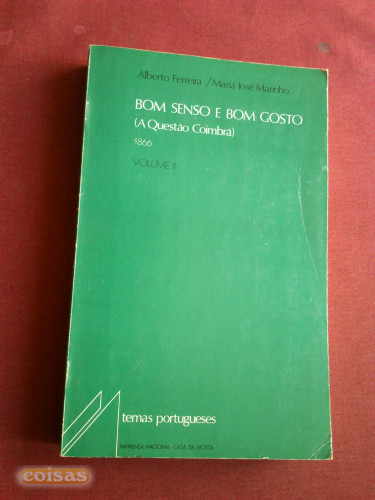 Alberto Ferreira / Maria José Marinho
BOM SENSO E BOM GOSTO
(A Questão Coimbrã)
1866
VOLUME II
temas portugueses
IMPRENSA NACIONAL - CASA DA MOEDA
coisas